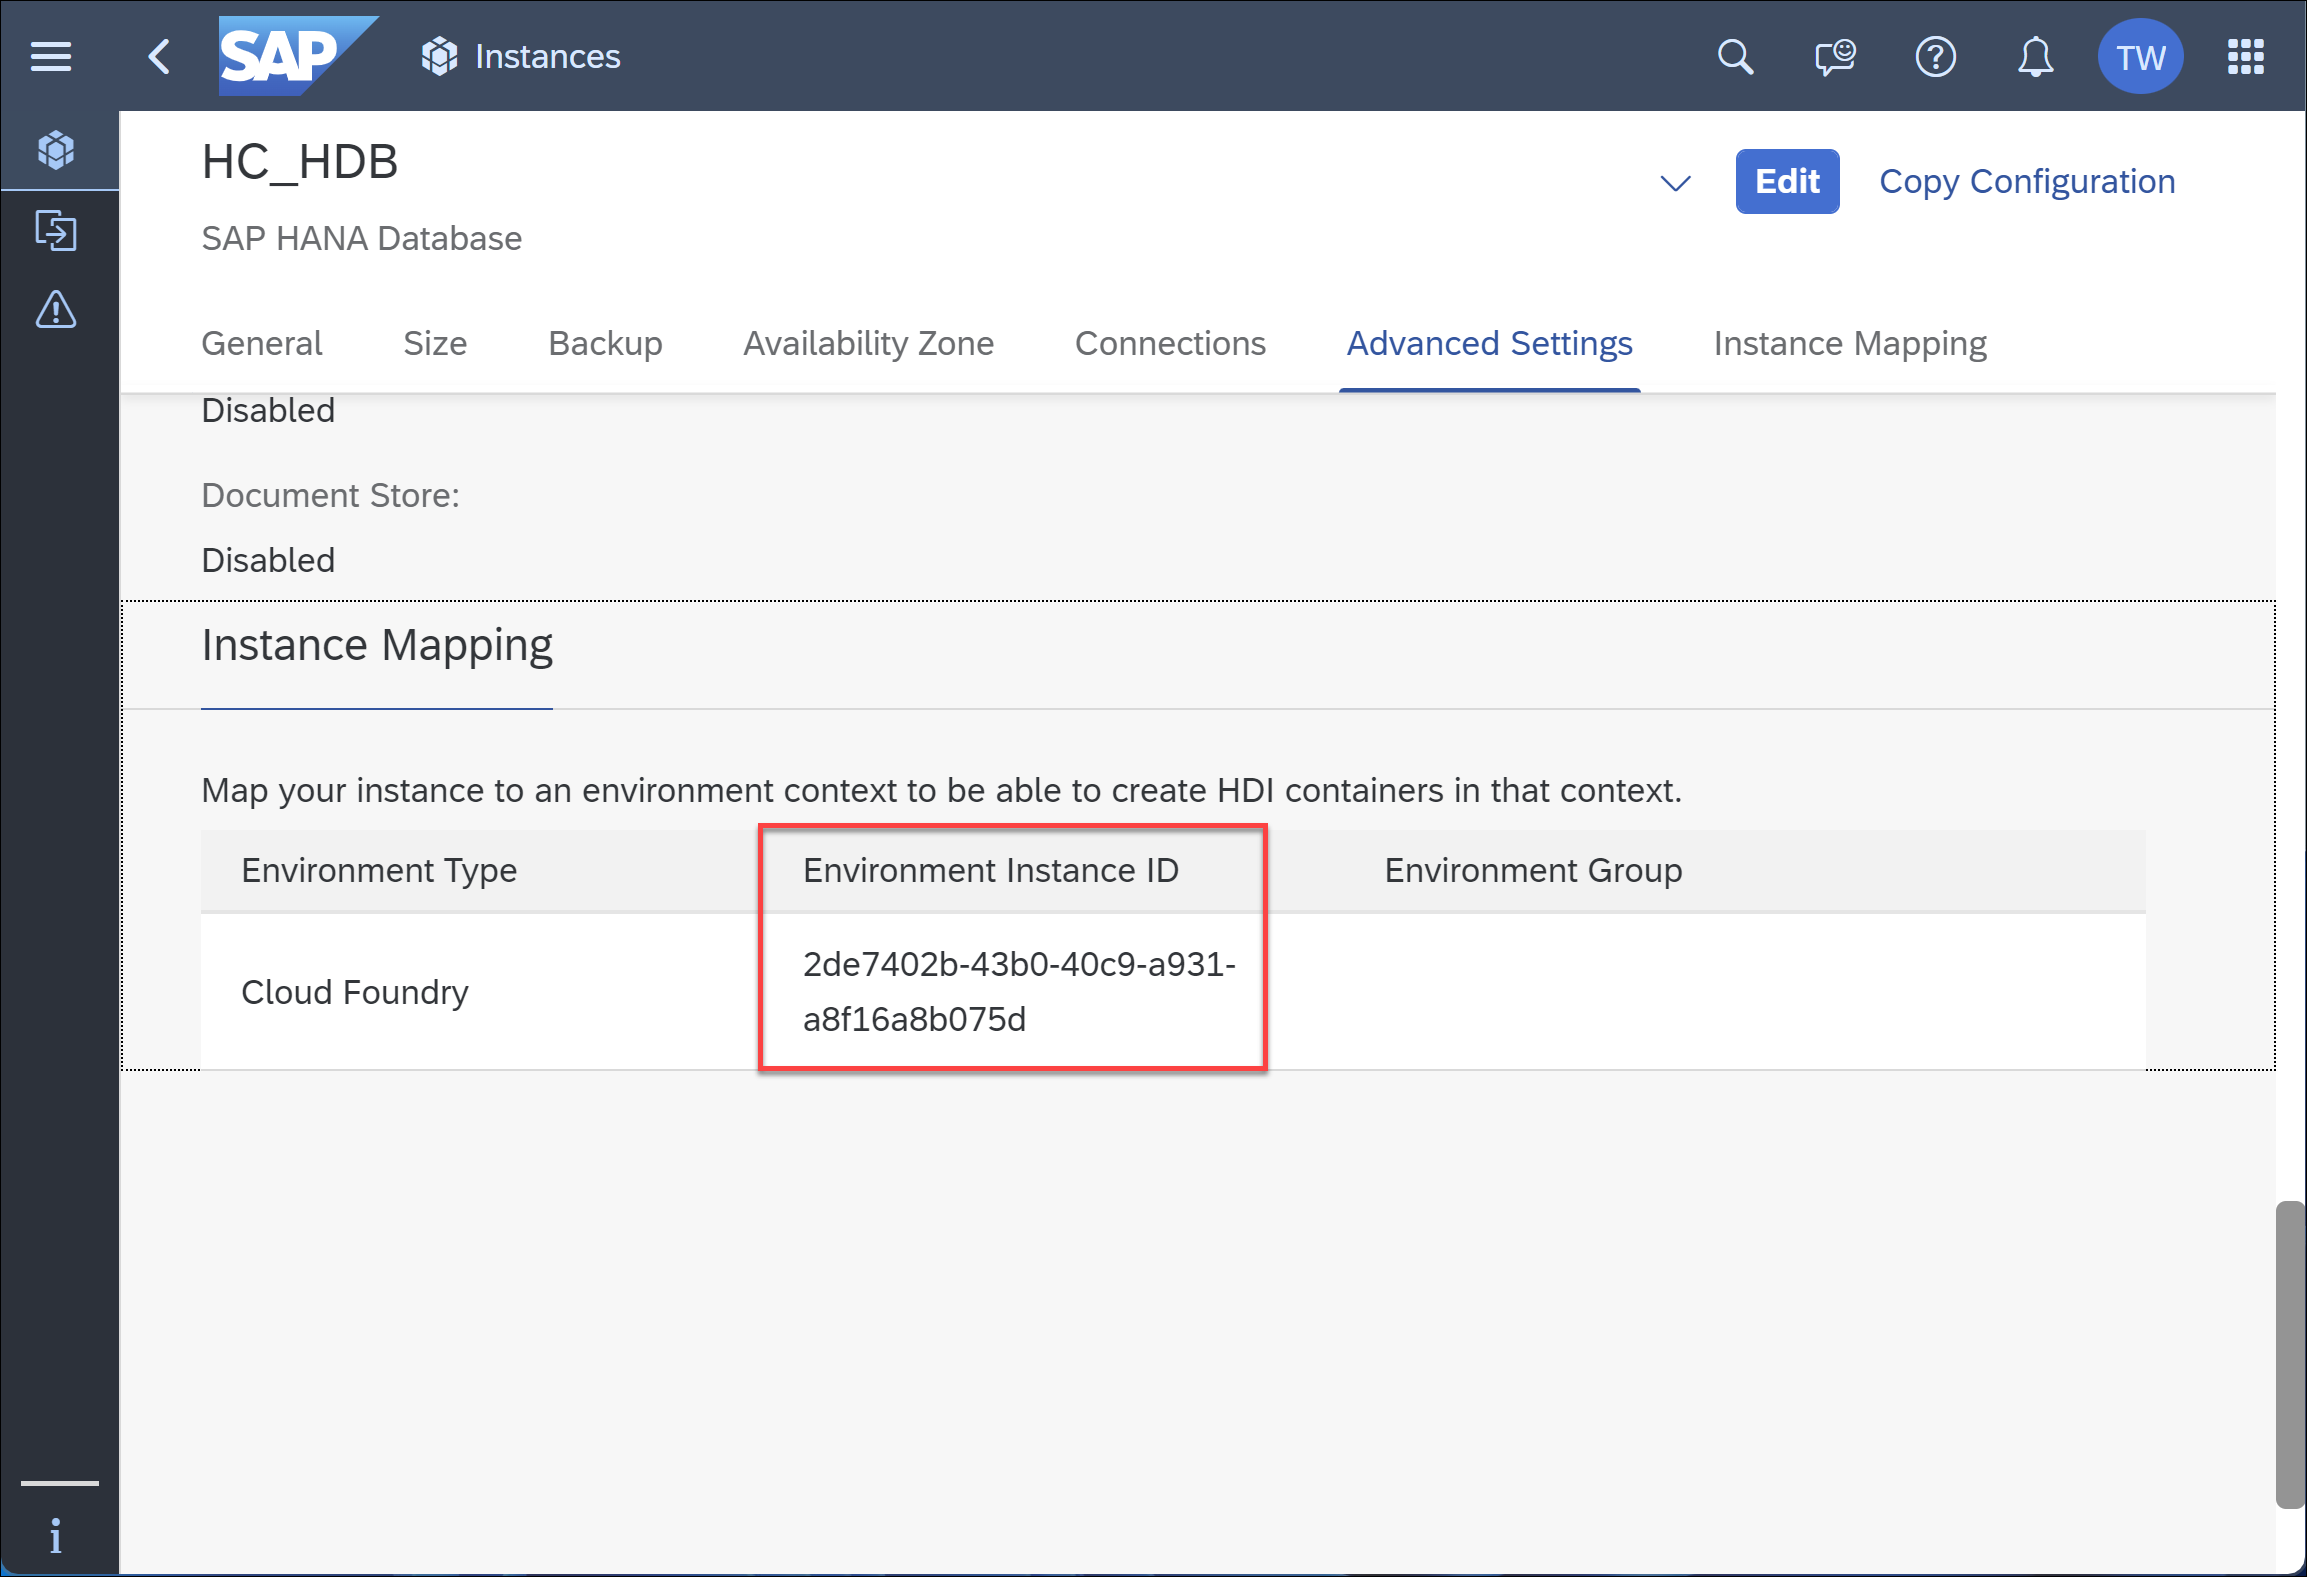 SAP
Instances
TW
HC_HDB
Edit
Copy Configuration
SAP HANA Database
General
Size
Backup
Availability Zone
Connections
Advanced Settings
Instance Mapping
Disabled
Document Store:
Disabled
Instance Mapping
Map your instance to an environment context to be able to create HDI containers in that context.
Environment Type
Environment Instance ID
Environment Group
Cloud Foundry
2de7402b-43b0-40c9-a931-
a8f16a8b075d